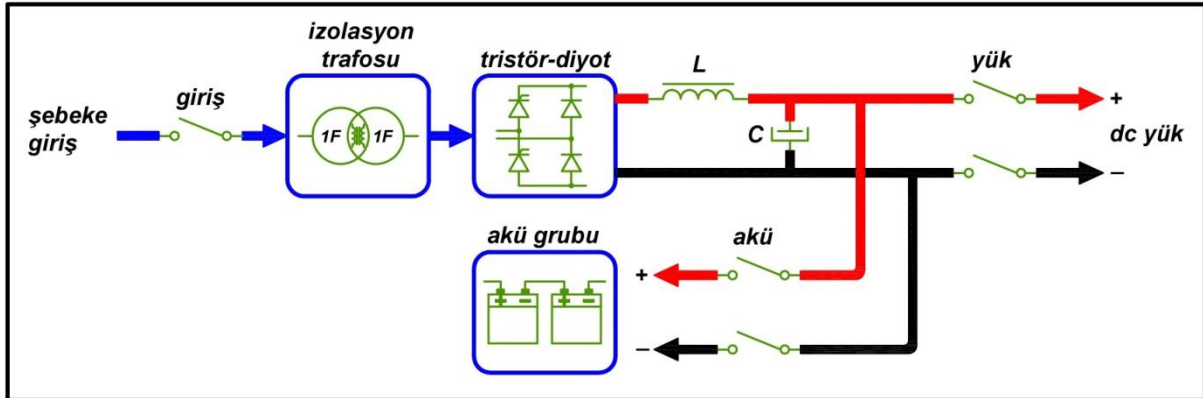 şebeke
giriş
giriş
izolasyon
trafosu
1F 1F
tristör-diyot
L
C
yük
+
dc yük
–
akü grubu
+ - + -
akü
+
–